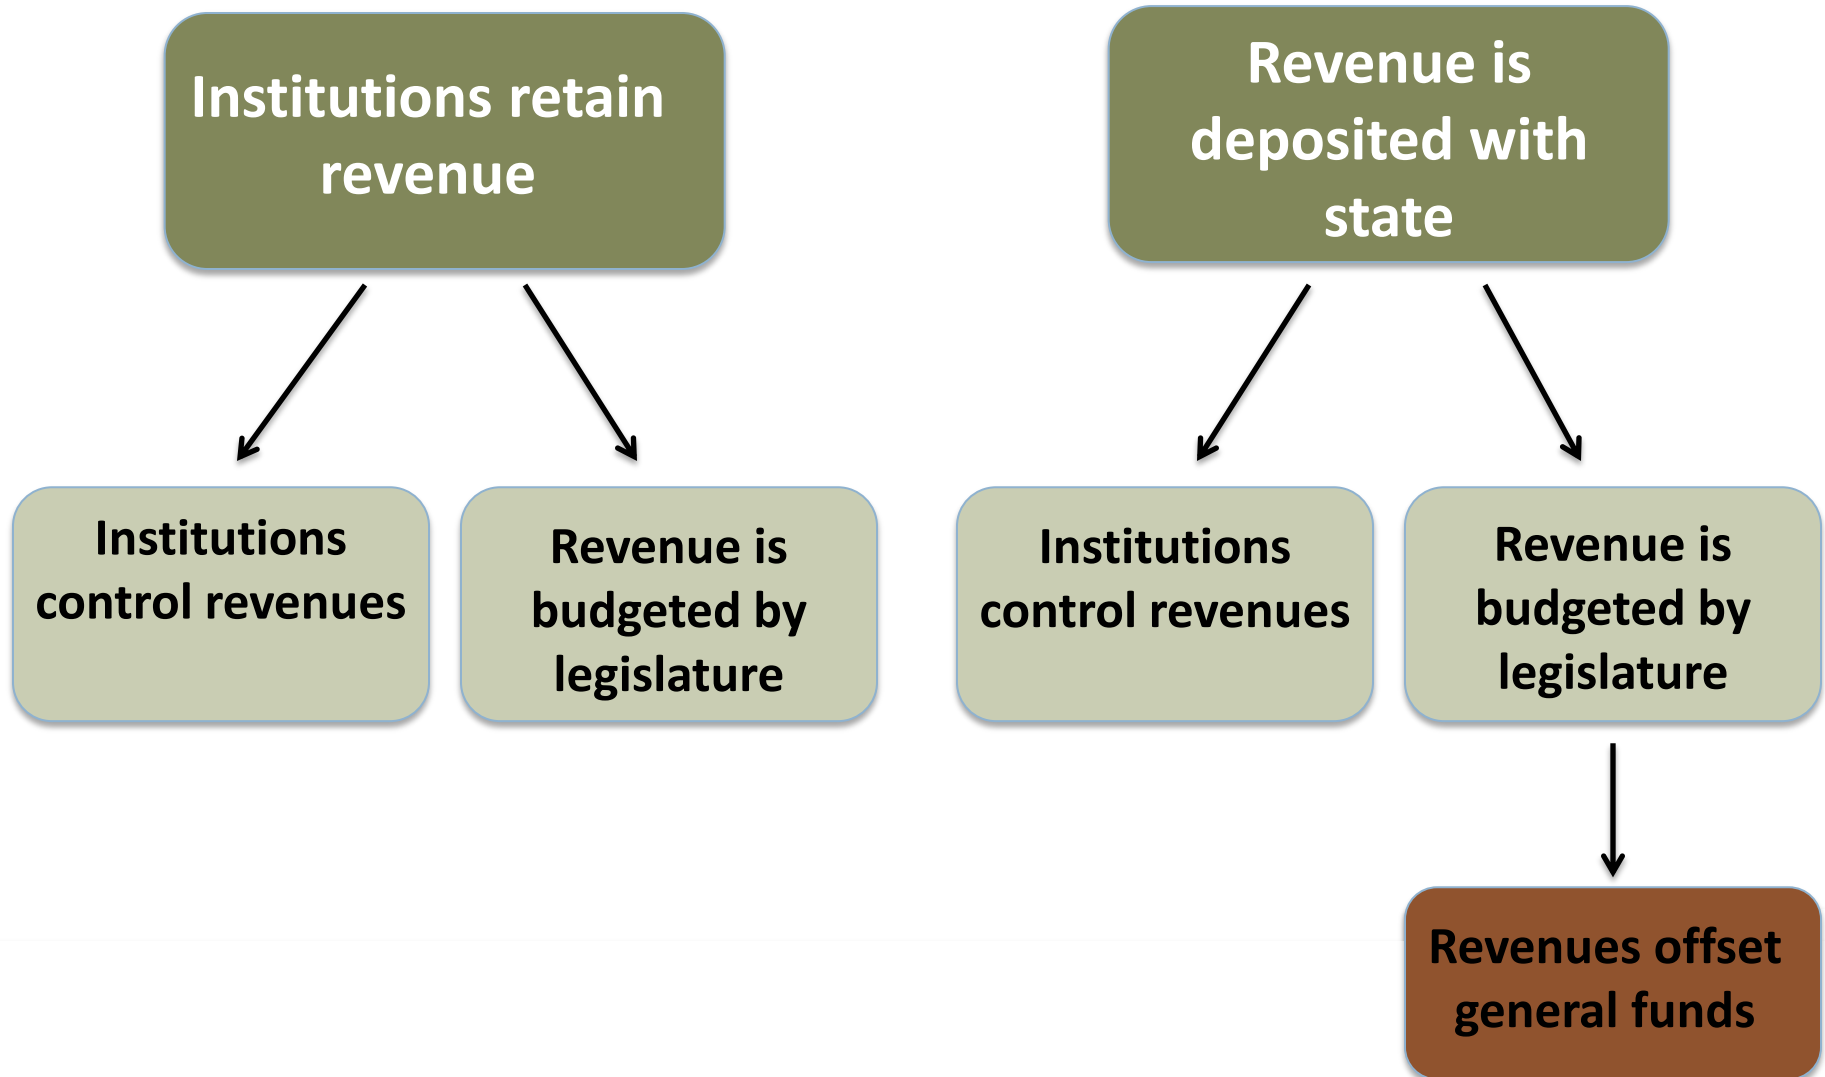 Institutions retain
revenue
Revenue is
deposited with
state
Institutions
control revenues
Revenue is
budgeted by
legislature
Institutions
control revenues
Revenue is
budgeted by
legislature
Revenues offset
general funds